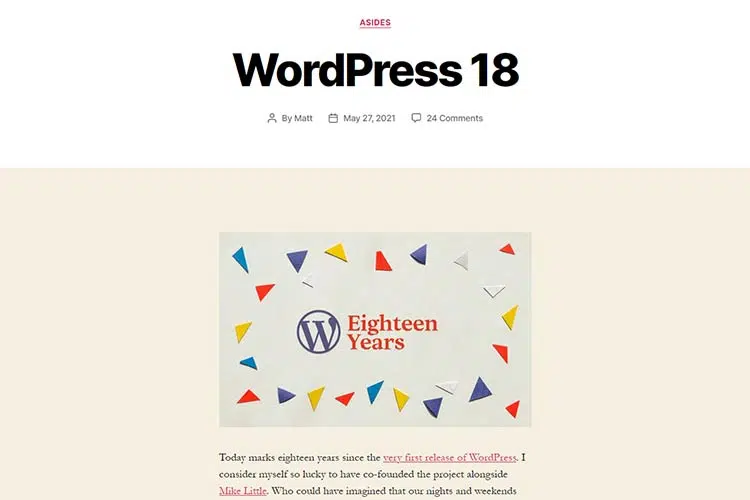 ASIDES
WordPress 18
By Matt
May 27, 2021
24 Comments
Eighteen
Years
Today marks eighteen years since the very first release of WordPress. I
consider myself so lucky to have co-founded the project alongside
Mike Little. Who could have imagined that our nights and weekends